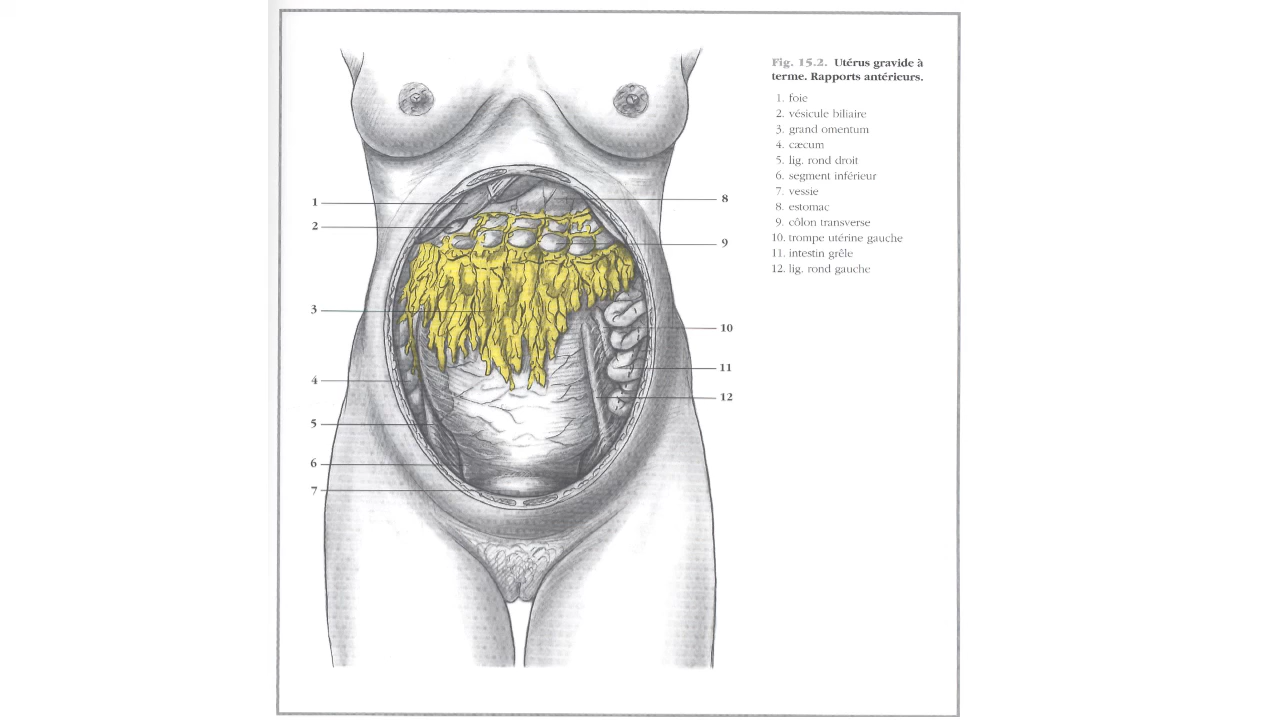 Fig. 15.2. Utérus gravide à
terme. Rapports antérieurs.
1. foie
2. vésicule biliaire
3. grand omentum
4. cæcum
5. lig. rond droit
6. segment inférieur
7. vessie
8. estomac
9. côlon transverse
10. trompe utérine gauche
11. intestin grêle
12. lig. rond gauche
1
2
3
4
5
6
7
8
9
10
11
12